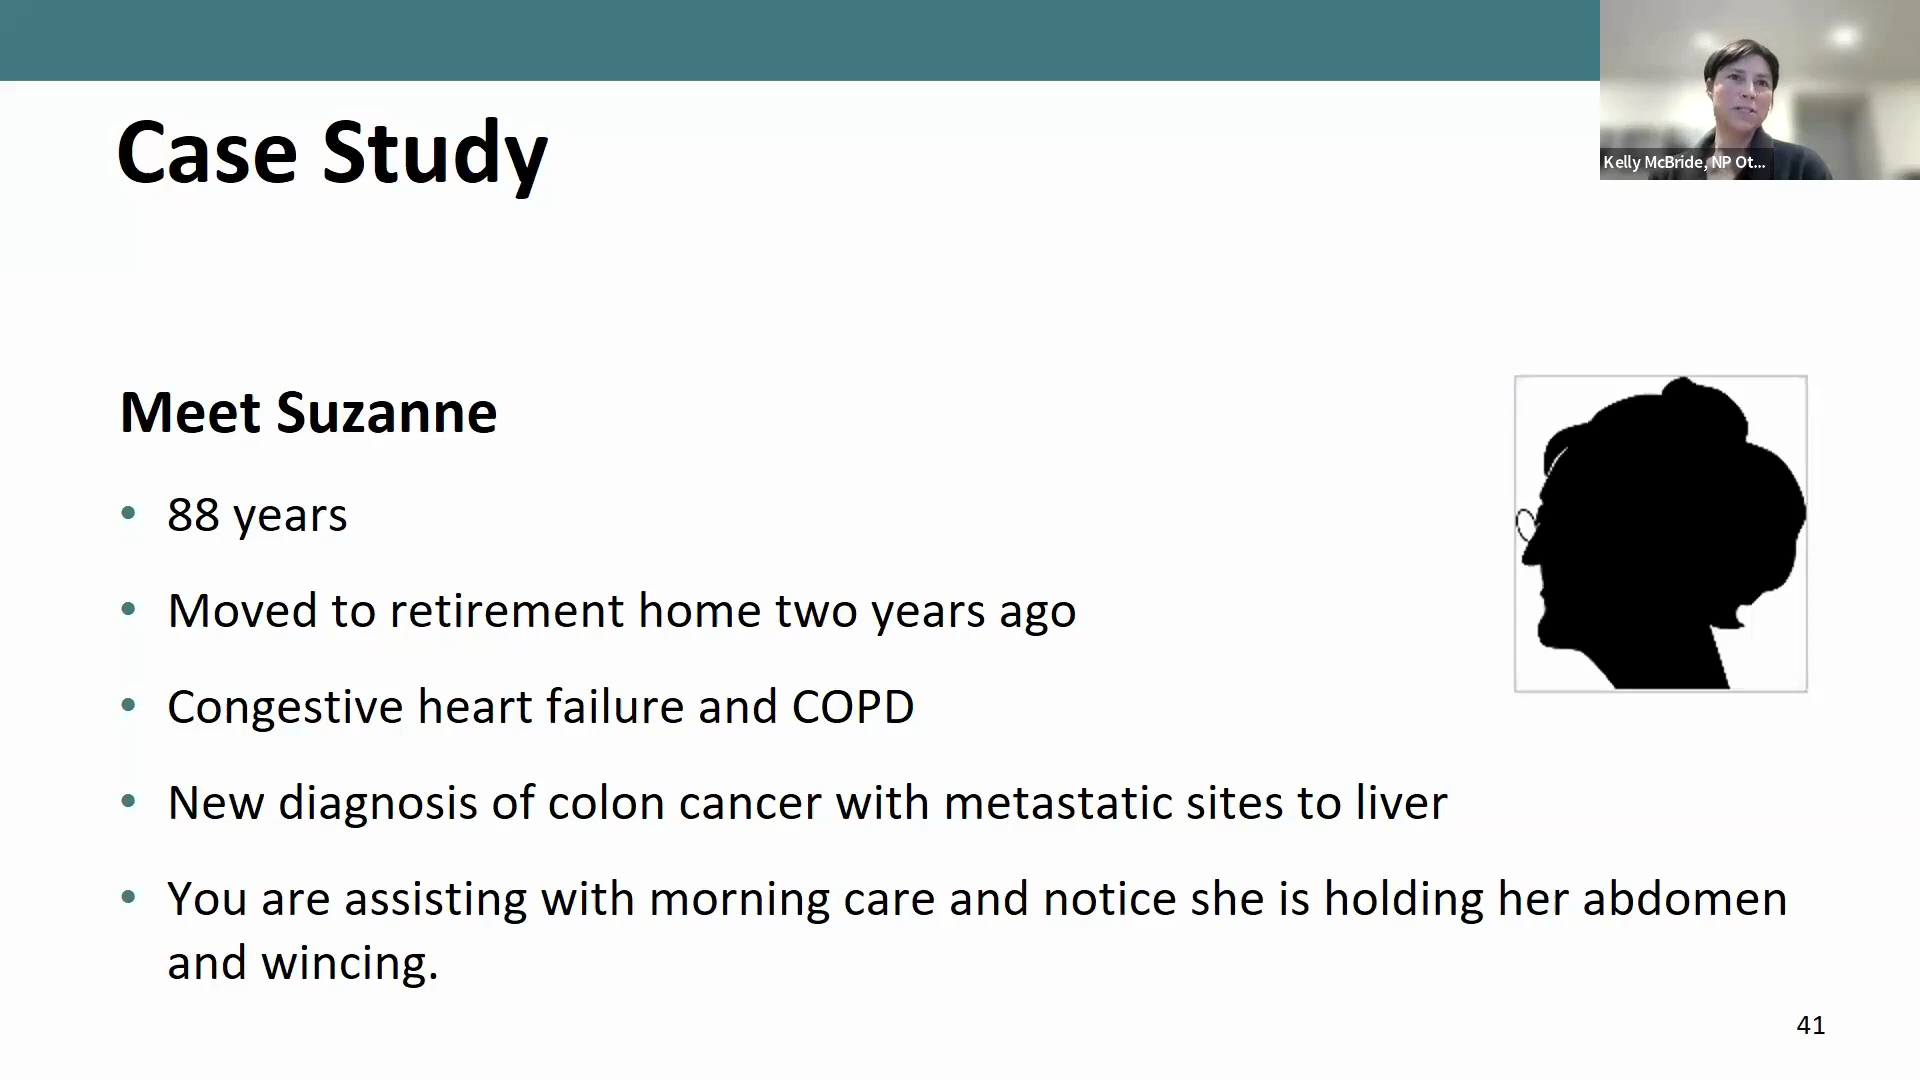 Case Study
Kelly McBride, NP Ot...
Meet Suzanne
• 88 years
• Moved to retirement home two years ago
• Congestive heart failure and COPD
• New diagnosis of colon cancer with metastatic sites to liver
• You are assisting with morning care and notice she is holding her abdomen
and wincing.
41